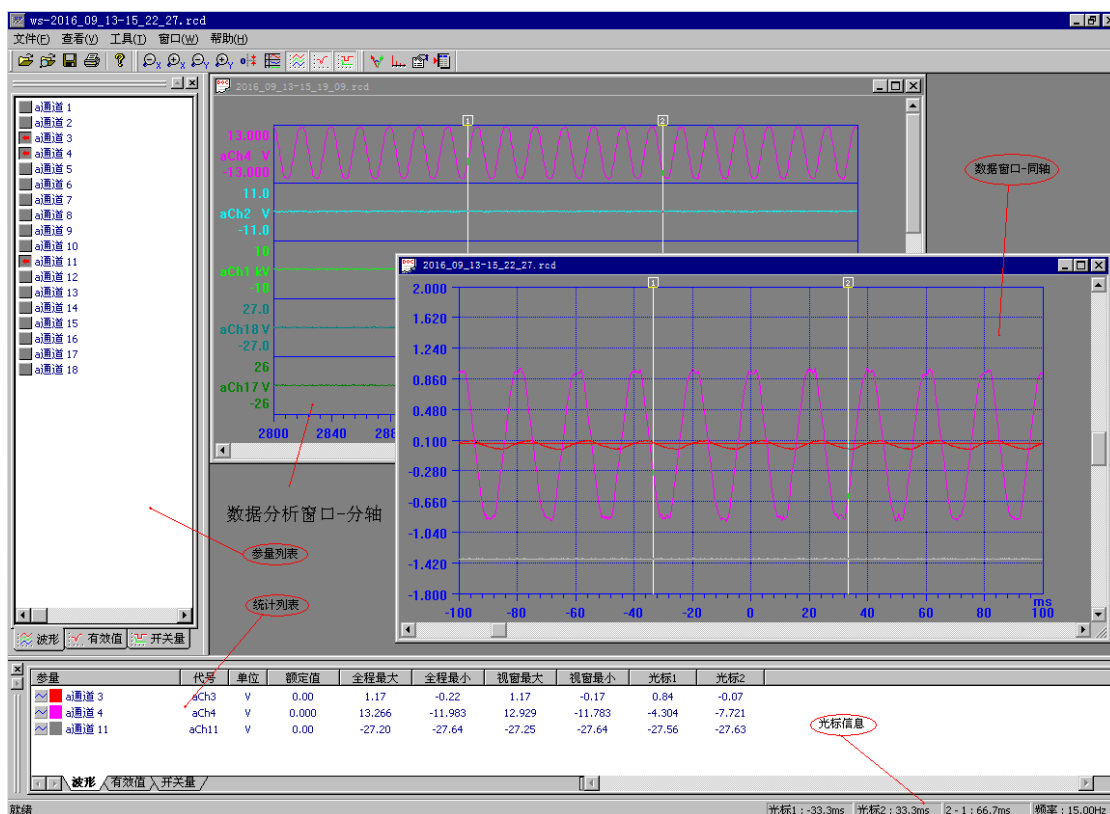 ws-2016_09_13-15_22_27.rcd
文件(F) 查看(V) 工具(T) 窗口(W) 帮助(H)
a通道 1
a通道 2
a通道 3
a通道 4
a通道 5
a通道 6
a通道 7
a通道 8
a通道 9
a通道 10
a通道 11
a通道 12
a通道 13
a通道 14
a通道 15
a通道 16
a通道 17
a通道 18
波形 有效值 开关量
2016_09_13-15_19_09.rcd
1 2
13.000
aCh4 V
-13.000
11.0
aCh2 V
-11.0
10
aCh1 kV
-10
27.0
aCh18 V
-27.0
26
aCh17 V
-26
2800 2840
数据窗口-同轴
2016_09_13-15_22_27.rcd
1 2
2.000
1.620
1.240
0.860
0.480
0.100
-0.280
-0.660
-1.040
-1.420
-1.800
ms
-100 -80 -60 -40 -20 0 20 40 60 80 100
数据分析窗口-分轴
参量列表
统计列表
参量 代号 单位 额定值 全程最大 全程最小 视窗最大 视窗最小 光标1 光标2
a通道 3 aCh3 V 0.00 1.17 -0.22 1.17 -0.17 0.84 -0.07
a通道 4 aCh4 V 0.000 13.266 -11.983 12.929 -11.783 -4.304 -7.721
a通道 11 aCh11 V 0.00 -27.20 -27.64 -27.25 -27.64 -27.56 -27.63
光标信息
波形 有效值 开关量
就绪 光标1：-33.3ms 光标2：33.3ms 2 - 1：66.7ms 频率：15.00Hz